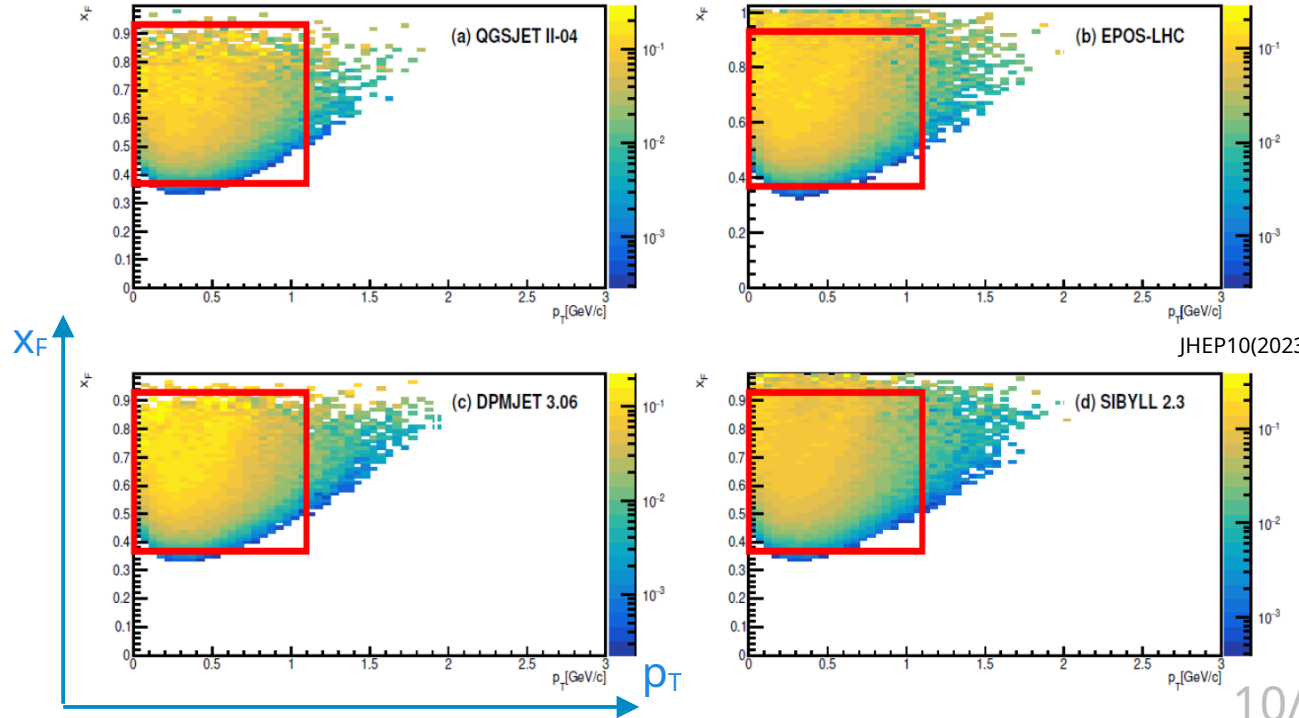 x_F
0.9
0.8
0.7
0.6
0.5
0.4
0.3
0.2
0.1
0
(a) QGSJET II-04
10⁻¹
10⁻²
10⁻³
0 0.5 1 1.5 2 2.5 3
p_T[GeV/c]
x_F
1
0.8
0.6
0.4
0.2
0
(b) EPOS-LHC
10⁻¹
10⁻²
10⁻³
0 0.5 1 1.5 2 2.5 3
p_T[GeV/c]
JHEP10(2023
x_F
x_F
0.9
0.8
0.7
0.6
0.5
0.4
0.3
0.2
0.1
0
(c) DPMJET 3.06
10⁻¹
10⁻²
10⁻³
0 0.5 1 1.5 2 2.5 3
p_T[GeV/c]
x_F
0.9
0.8
0.7
0.6
0.5
0.4
0.3
0.2
0.1
0
(d) SIBYLL 2.3
10⁻¹
10⁻²
10⁻³
0 0.5 1 1.5 2 2.5 3
p_T[GeV/c]
p_T
10/